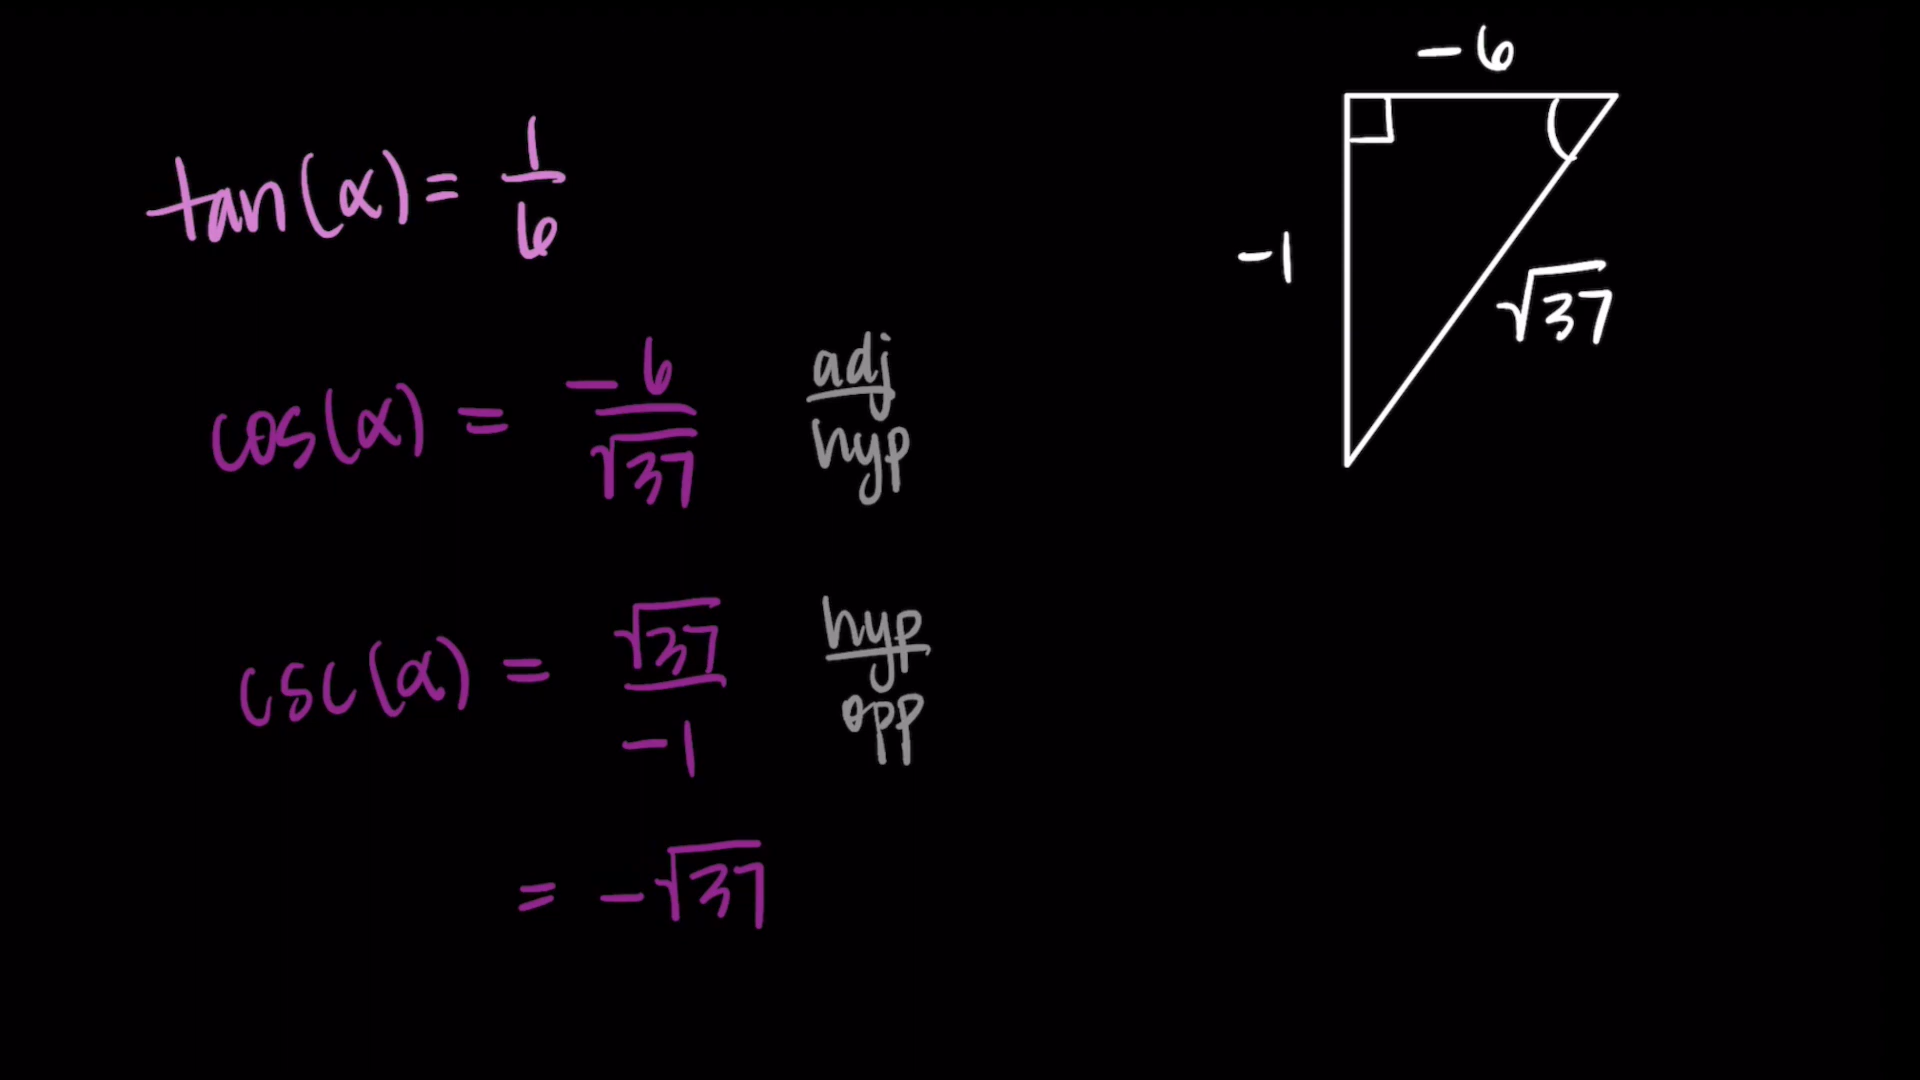 tan(α) = 1/6
cos(α) = -6/√37 adj/hyp
csc(α) = √37/-1 hyp/opp
= -√37
-6
-1
√37